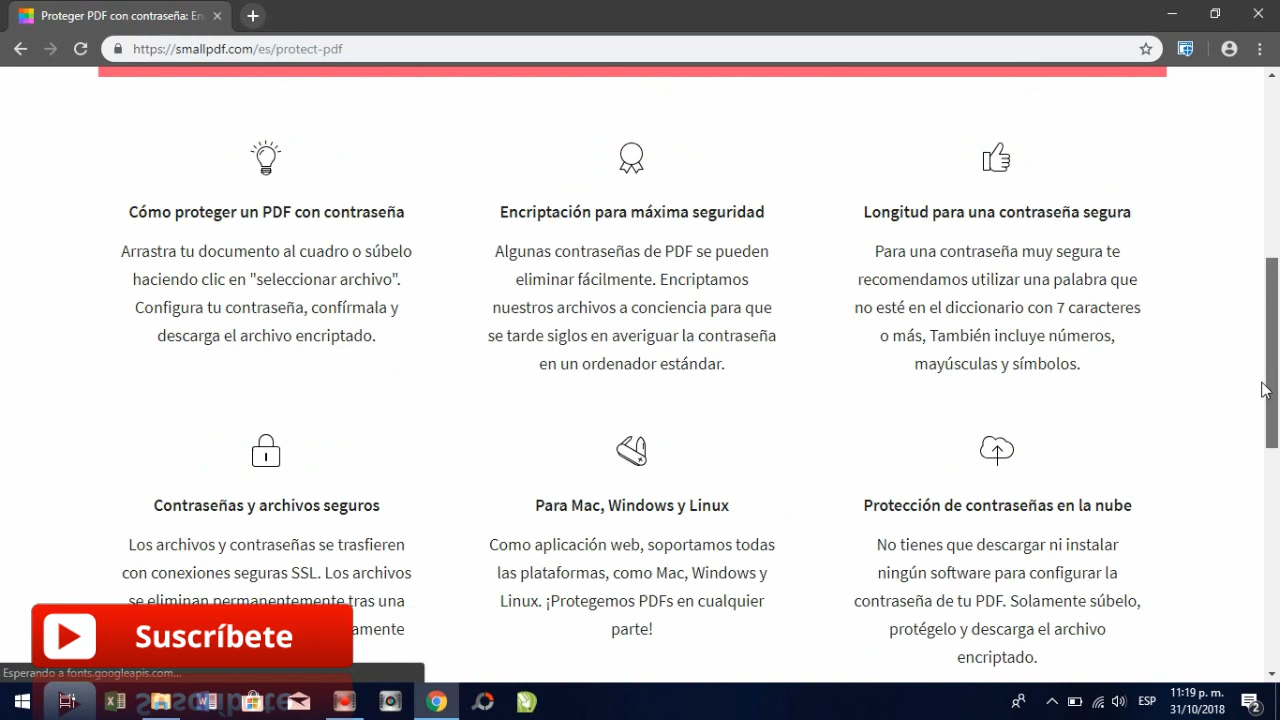 Proteger PDF con contraseña: En
https://smallpdf.com/es/protect-pdf
Cómo proteger un PDF con contraseña
Arrastra tu documento al cuadro o súbelo
haciendo clic en "seleccionar archivo".
Configura tu contraseña, confírmala y
descarga el archivo encriptado.
Encriptación para máxima seguridad
Algunas contraseñas de PDF se pueden
eliminar fácilmente. Encriptamos
nuestros archivos a conciencia para que
se tarde siglos en averiguar la contraseña
en un ordenador estándar.
Longitud para una contraseña segura
Para una contraseña muy segura te
recomendamos utilizar una palabra que
no esté en el diccionario con 7 caracteres
o más, También incluye números,
mayúsculas y símbolos.
Contraseñas y archivos seguros
Los archivos y contraseñas se trasfieren
con conexiones seguras SSL. Los archivos
se eliminan permanentemente tras una
Para Mac, Windows y Linux
Como aplicación web, soportamos todas
las plataformas, como Mac, Windows y
Linux. ¡Protegemos PDFs en cualquier
parte!
Protección de contraseñas en la nube
No tienes que descargar ni instalar
ningún software para configurar la
contraseña de tu PDF. Solamente súbelo,
protégelo y descarga el archivo
encriptado.
Suscríbete
Esperando a fonts.googleapis.com...
ESP
11:19 p. m.
31/10/2018
2